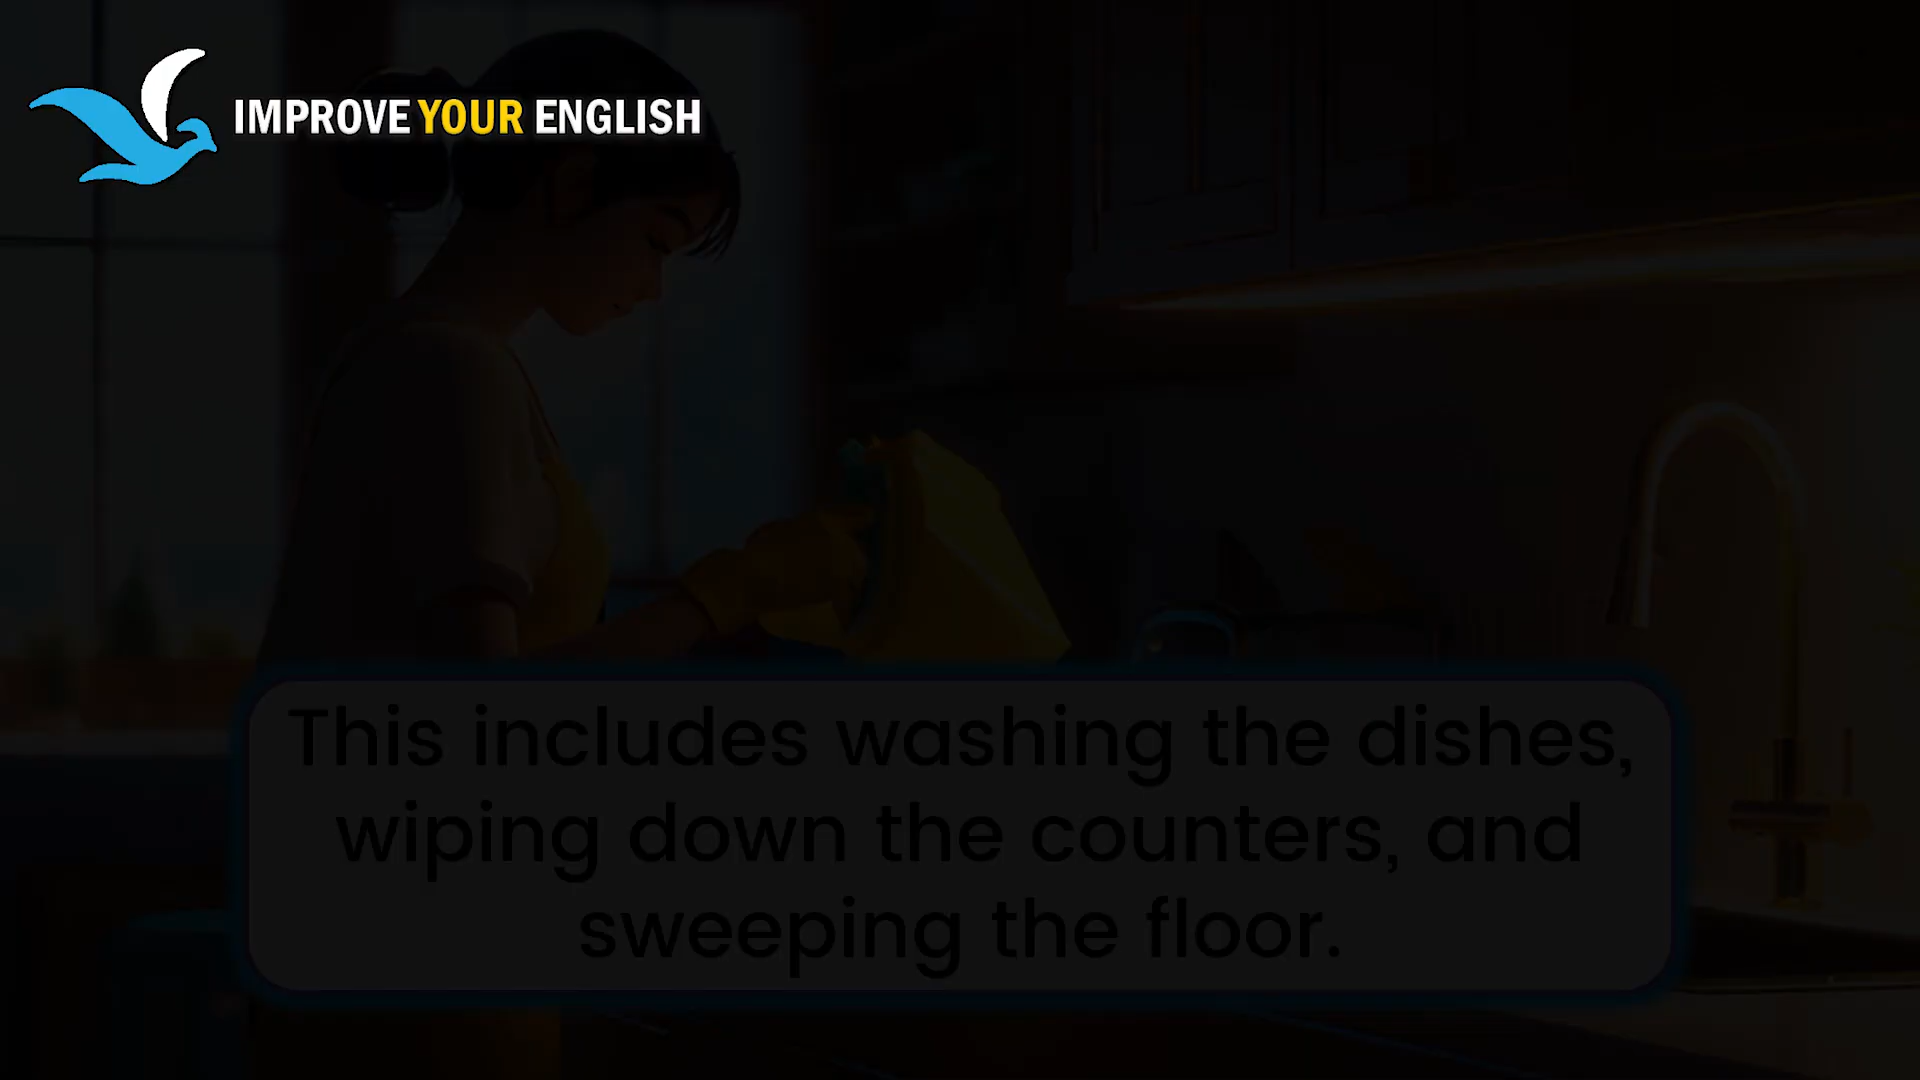 IMPROVE YOUR ENGLISH
This includes washing the dishes,
wiping down the counters, and
sweeping the floor.